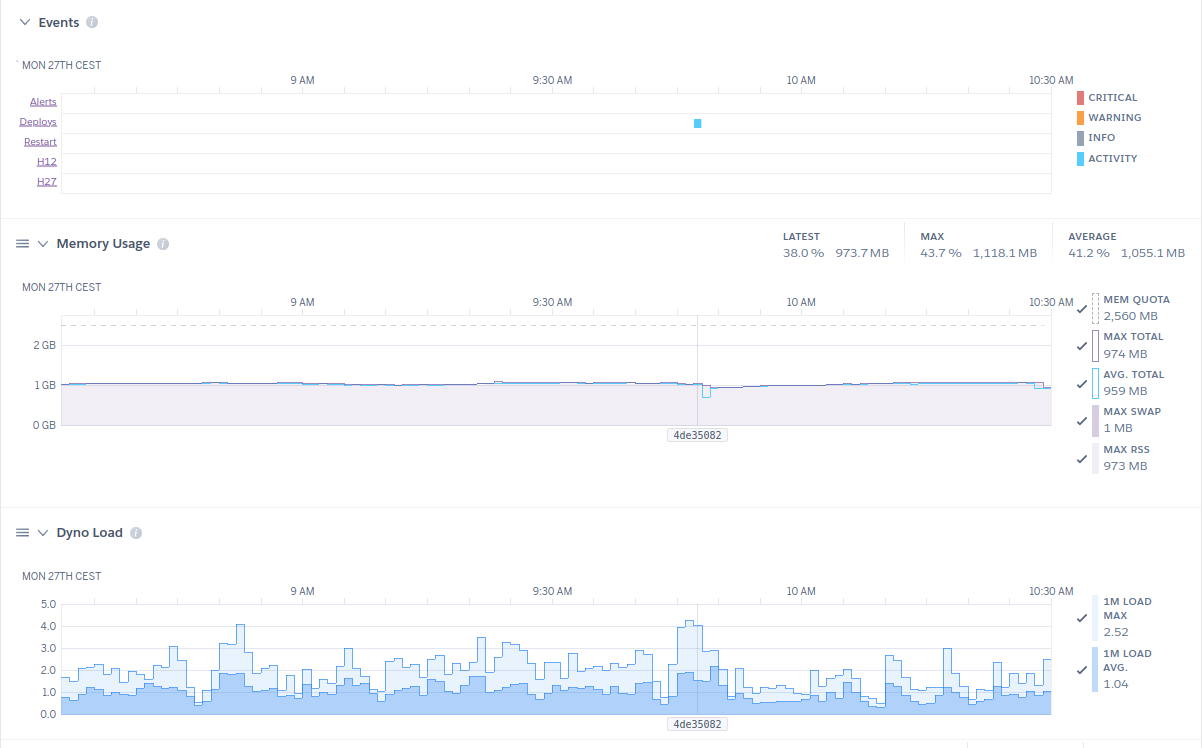 Events
MON 27TH CEST
9 AM 9:30 AM 10 AM 10:30 AM
Alerts
Deploys
Restart
H12
H27
CRITICAL
WARNING
INFO
ACTIVITY
Memory Usage
LATEST
38.0 % 973.7 MB
MAX
43.7 % 1,118.1 MB
AVERAGE
41.2 % 1,055.1 MB
MON 27TH CEST
9 AM 9:30 AM 10 AM 10:30 AM
2 GB
1 GB
0 GB
4de35082
MEM QUOTA
2,560 MB
MAX TOTAL
974 MB
AVG. TOTAL
959 MB
MAX SWAP
1 MB
MAX RSS
973 MB
Dyno Load
MON 27TH CEST
9 AM 9:30 AM 10 AM 10:30 AM
5.0
4.0
3.0
2.0
1.0
0.0
4de35082
1M LOAD
MAX
2.52
1M LOAD
AVG.
1.04